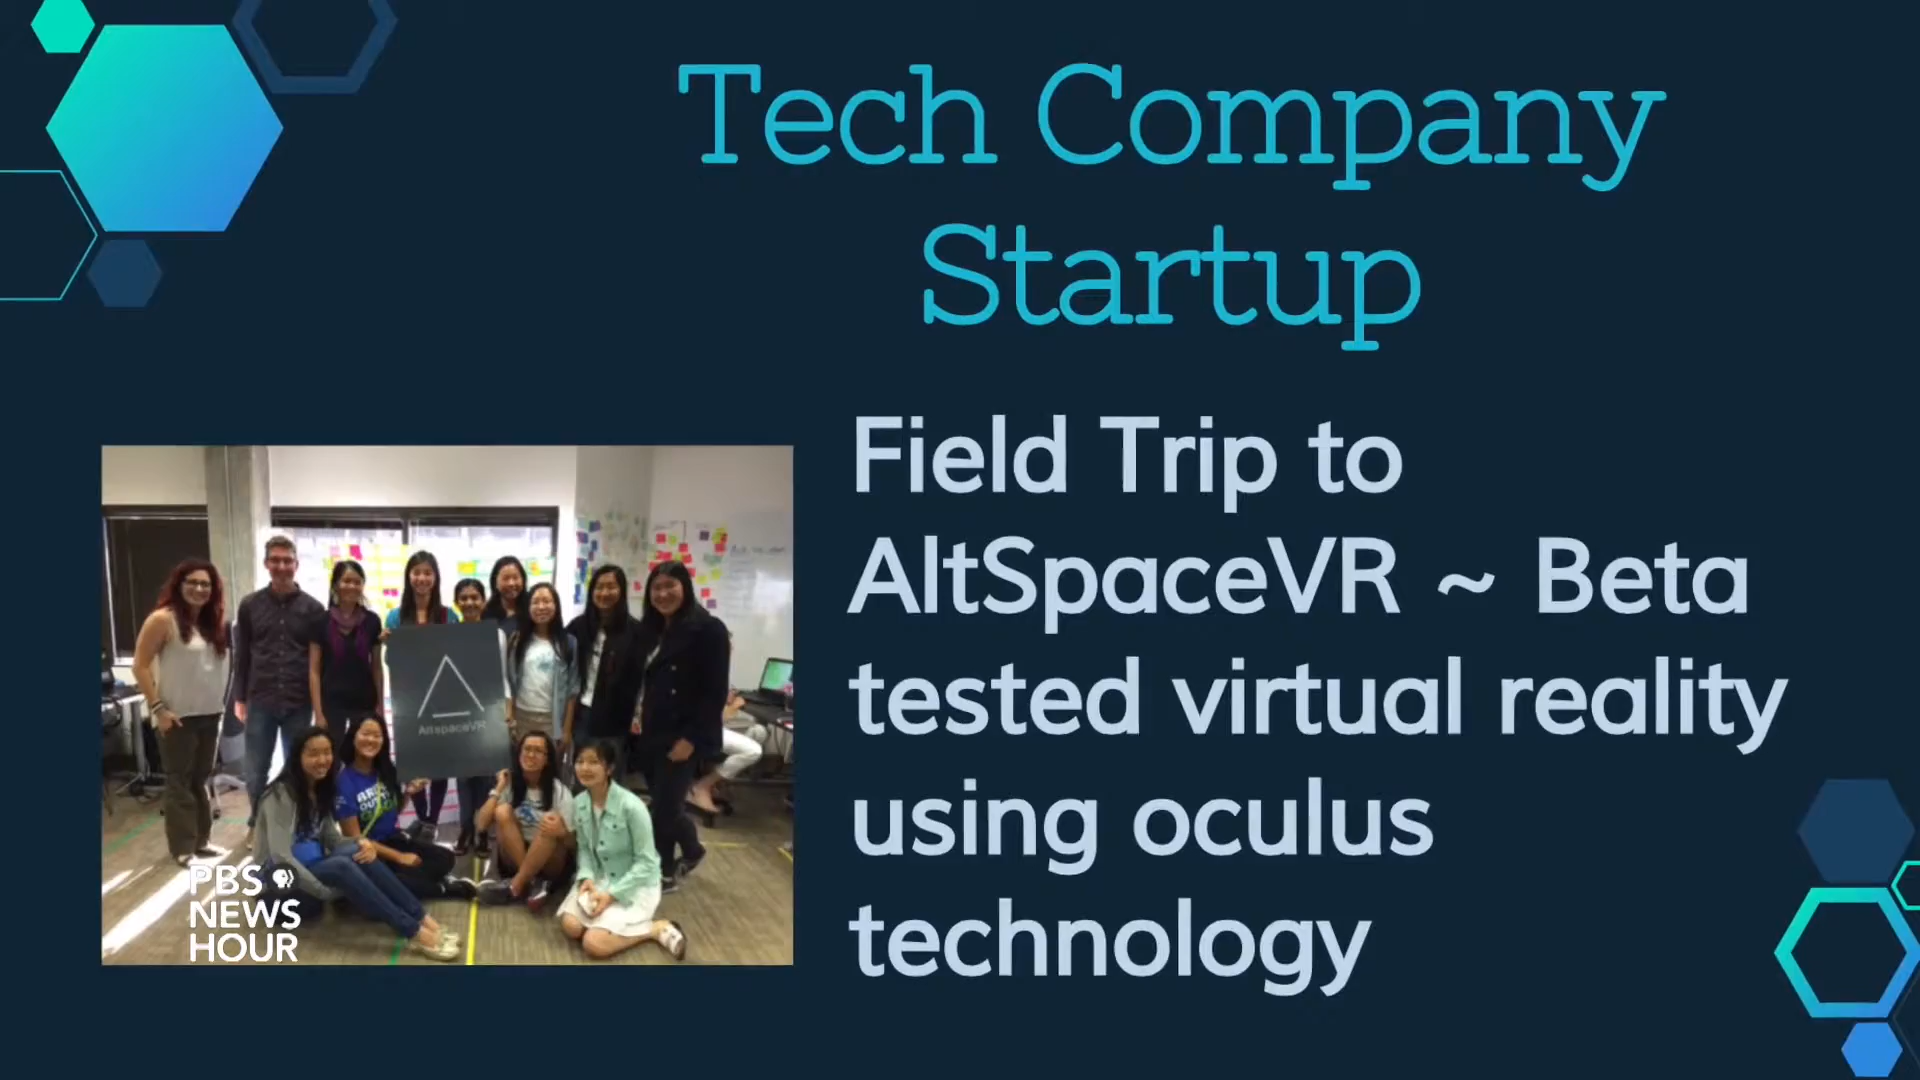 Tech Company
Startup
Field Trip to
AltSpaceVR ~ Beta
tested virtual reality
using oculus
technology
AltspaceVR
PBS
NEWS
HOUR